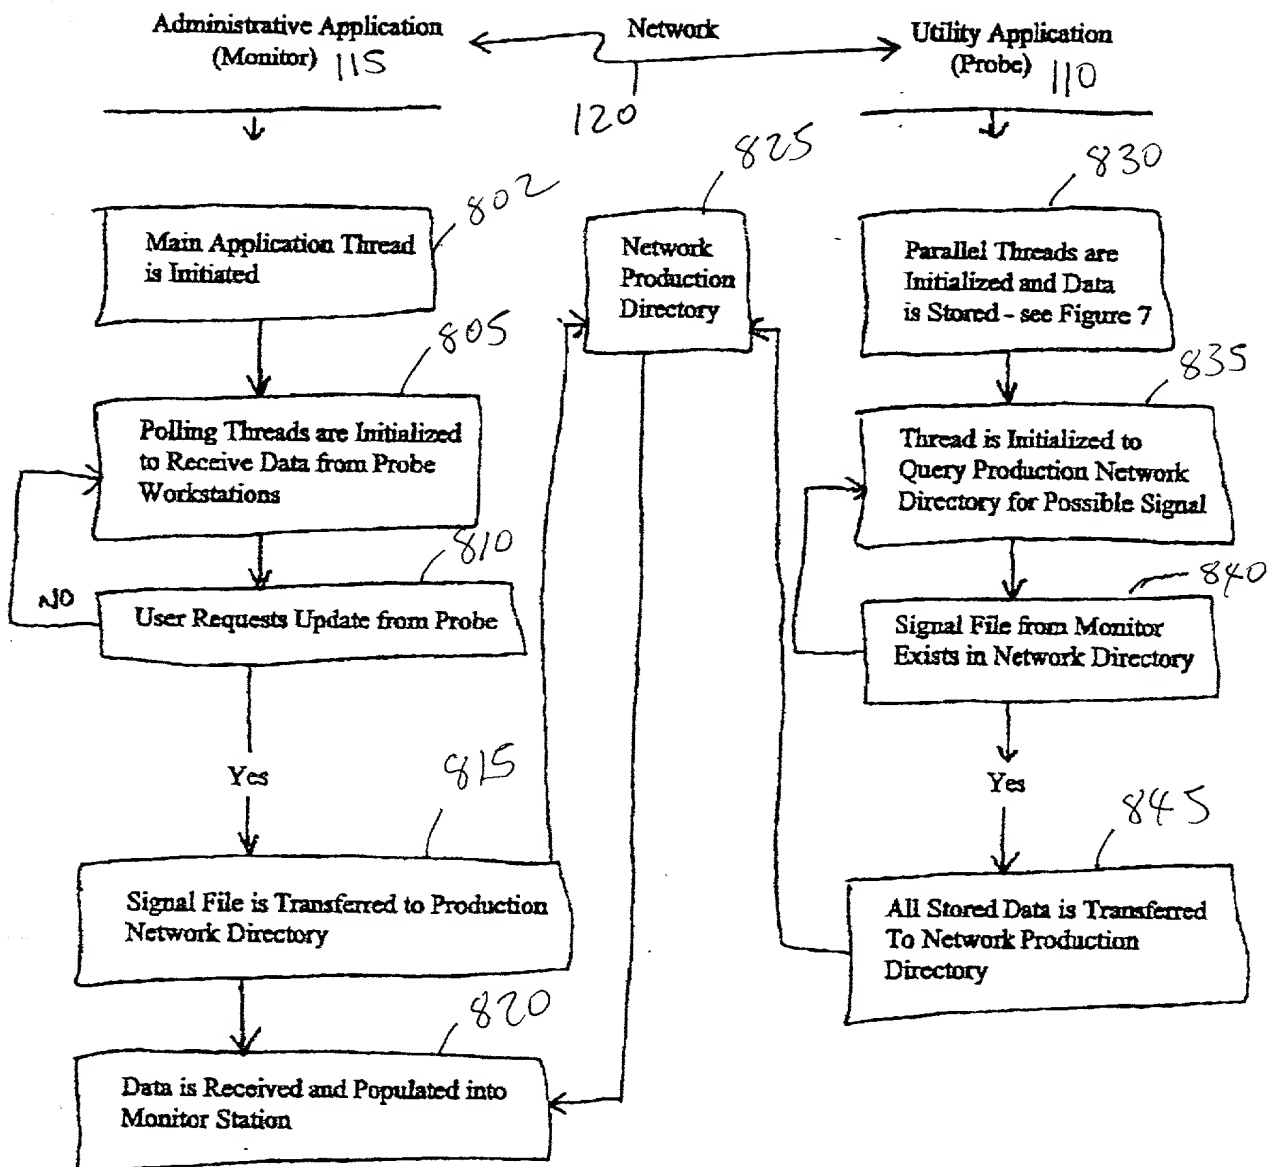 Administrative Application
(Monitor) 115
Network
120
Utility Application
(Probe) 110
802
Main Application Thread
is Initiated
805
Polling Threads are Initialized
to Receive Data from Probe
Workstations
810
NO
User Requests Update from Probe
Yes
815
Signal File is Transferred to Production
Network Directory
820
Data is Received and Populated into
Monitor Station
825
Network
Production
Directory
830
Parallel Threads are
Initialized and Data
is Stored - see Figure 7
835
Thread is Initialized to
Query Production Network
Directory for Possible Signal
840
Signal File from Monitor
Exists in Network Directory
Yes
845
All Stored Data is Transferred
To Network Production
Directory